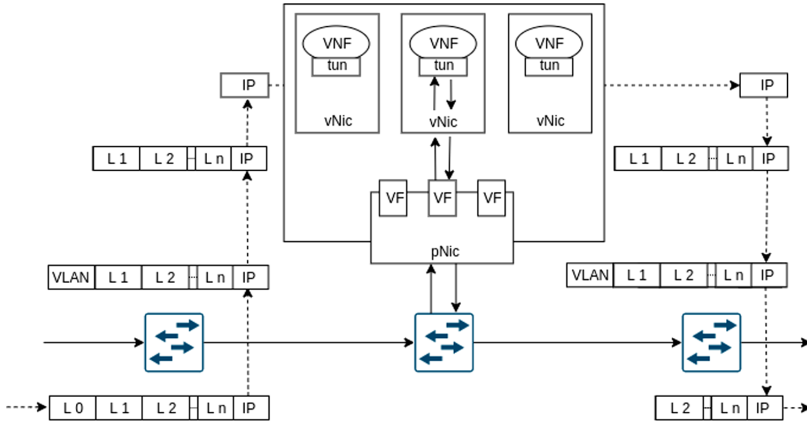 VNF VNF VNF
tun tun tun
IP IP
vNic vNic vNic
L 1 L 2 L n IP L 1 L 2 L n IP
VF VF VF
pNic
VLAN L 1 L 2 L n IP VLAN L 1 L 2 L n IP
L 0 L 1 L 2 L n IP L 2 L n IP